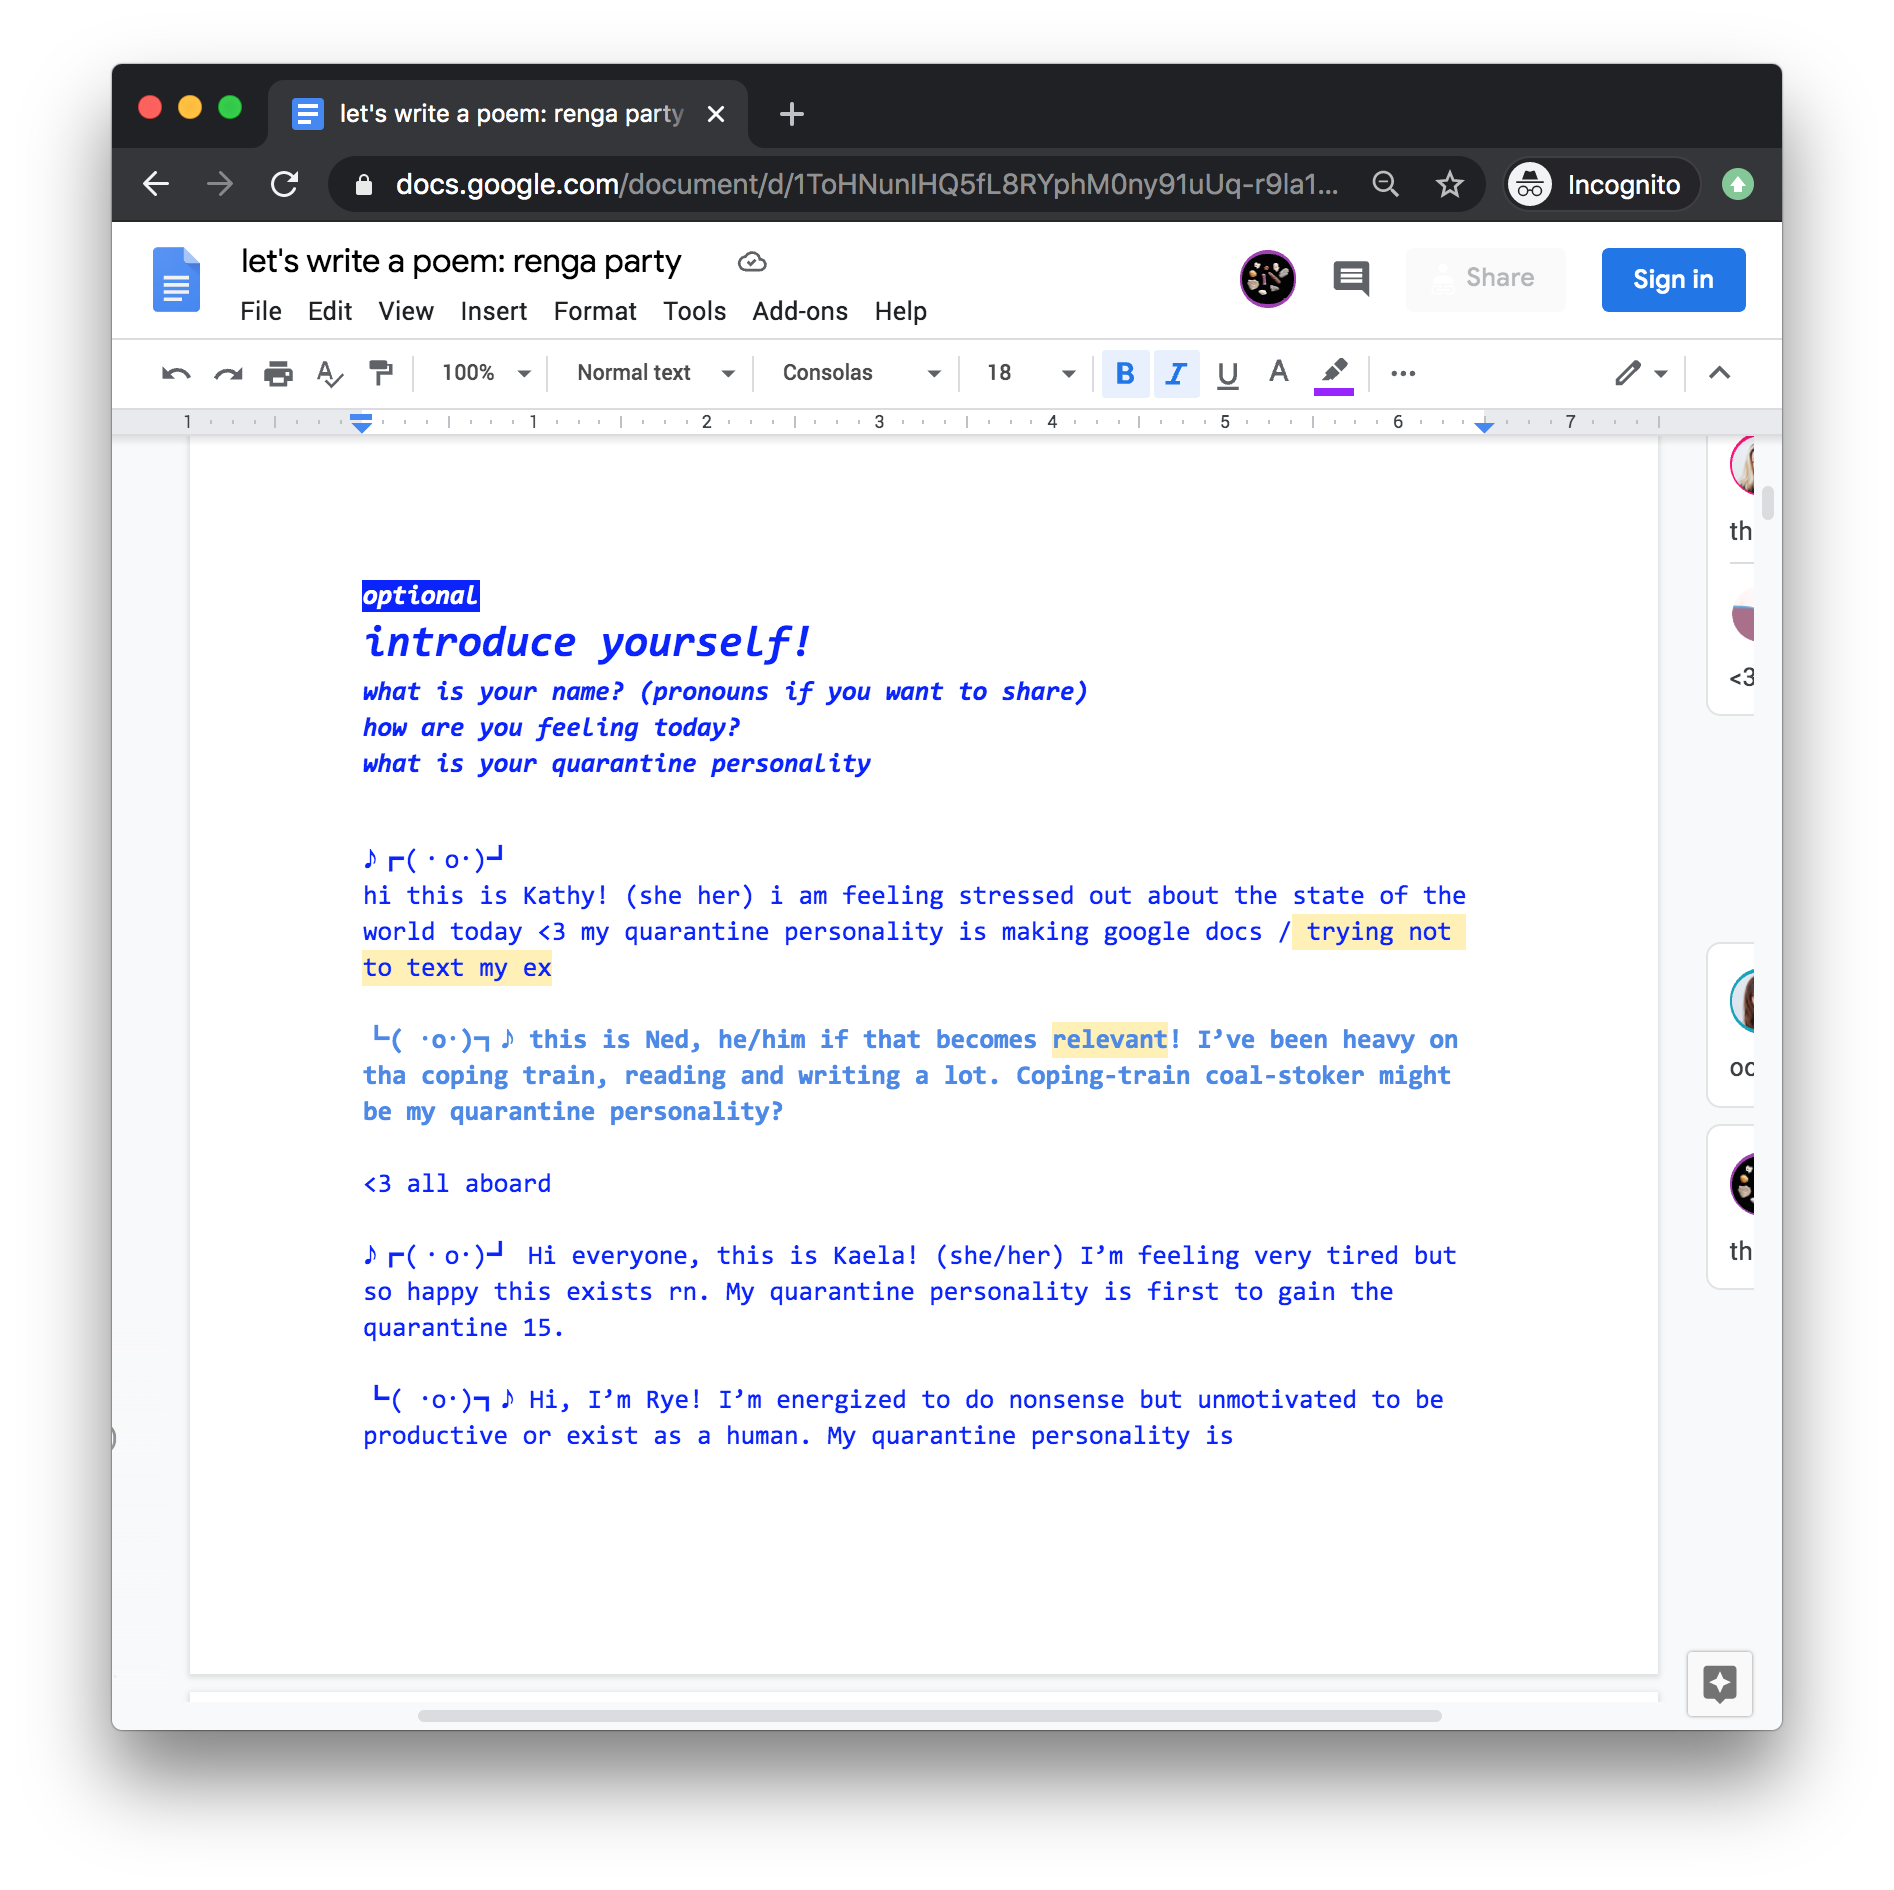 let's write a poem: renga party
docs.google.com/document/d/1ToHNunIHQ5fL8RYphM0ny91uUq-r9la1...
Incognito
let's write a poem: renga party
Share
Sign in
File Edit View Insert Format Tools Add-ons Help
100% Normal text Consolas 18 B I U A
1 1 2 3 4 5 6 7
th
<3
optional
introduce yourself!
what is your name? (pronouns if you want to share)
how are you feeling today?
what is your quarantine personality
♪┏(・o･)┛
hi this is Kathy! (she her) i am feeling stressed out about the state of the
world today <3 my quarantine personality is making google docs / trying not
to text my ex
┗( ･o･)┓♪ this is Ned, he/him if that becomes relevant! I’ve been heavy on
tha coping train, reading and writing a lot. Coping-train coal-stoker might
be my quarantine personality?
oc
<3 all aboard
♪┏(・o･)┛ Hi everyone, this is Kaela! (she/her) I’m feeling very tired but
so happy this exists rn. My quarantine personality is first to gain the
quarantine 15.
th
┗( ･o･)┓♪ Hi, I’m Rye! I’m energized to do nonsense but unmotivated to be
productive or exist as a human. My quarantine personality is